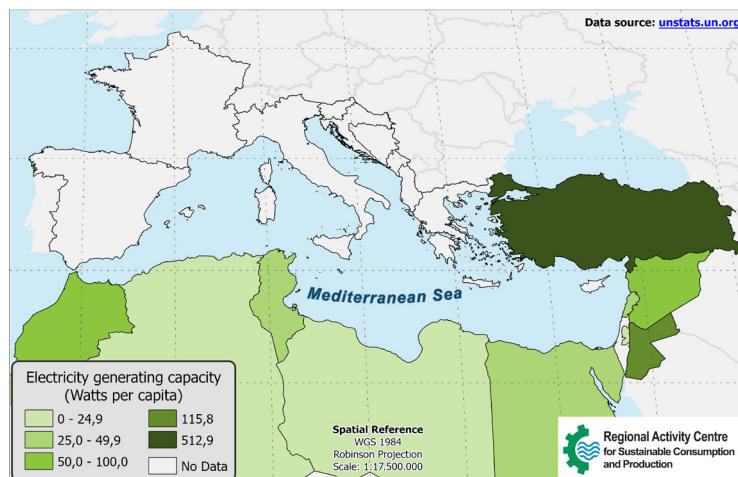 Data source: unstats.un.org
Mediterranean Sea
Electricity generating capacity
(Watts per capita)
0 - 24,9
115,8
25,0 - 49,9
512,9
50,0 - 100,0
No Data
Spatial Reference
WGS 1984
Robinson Projection
Scale: 1:17.500.000
Regional Activity Centre
for Sustainable Consumption
and Production